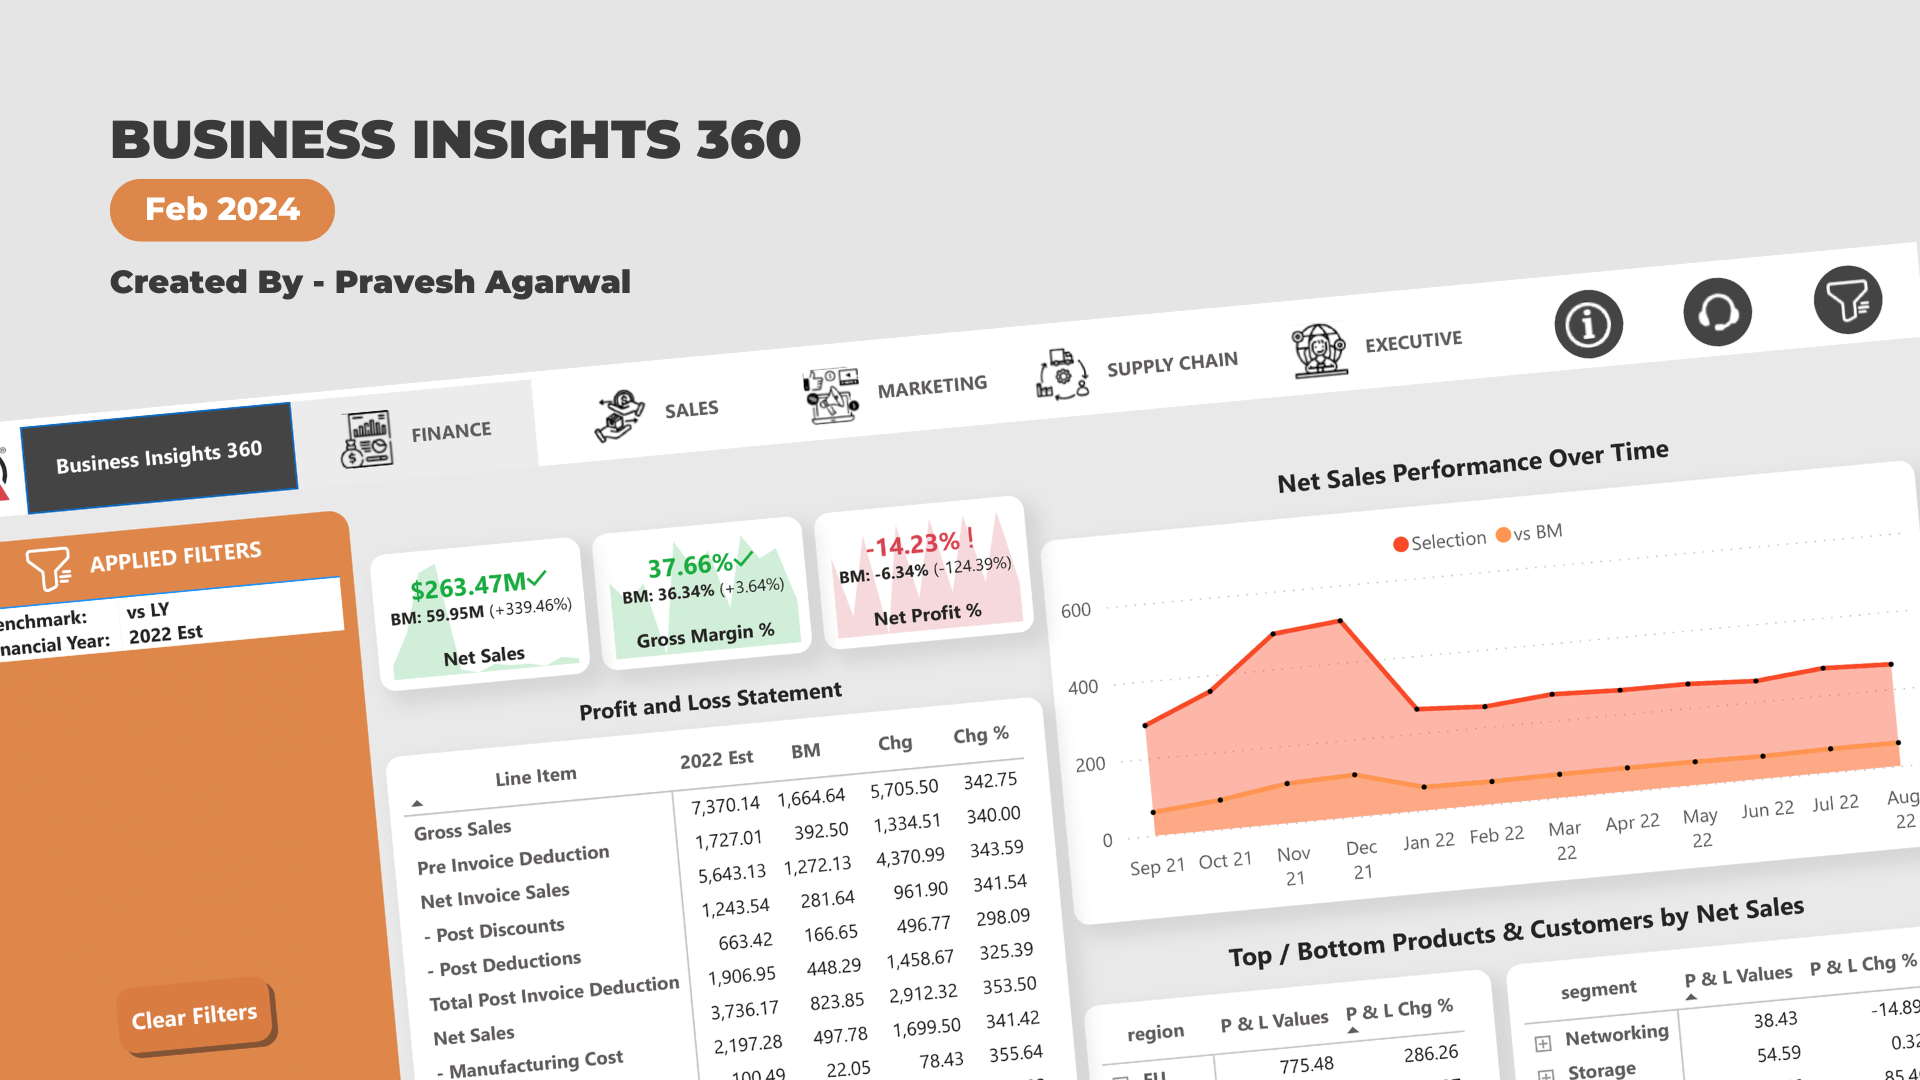 BUSINESS INSIGHTS 360
Feb 2024
Created By - Pravesh Agarwal
Business Insights 360
FINANCE
SALES
MARKETING
SUPPLY CHAIN
EXECUTIVE
APPLIED FILTERS
enchmark: vs LY
nancial Year: 2022 Est
Clear Filters
$263.47M
BM: 59.95M (+339.46%)
Net Sales
37.66%
BM: 36.34% (+3.64%)
Gross Margin %
-14.23% !
BM: -6.34% (-124.39%)
Net Profit %
Profit and Loss Statement
Line Item 2022 Est BM Chg Chg %
Gross Sales 7,370.14 1,664.64 5,705.50 342.75
Pre Invoice Deduction 1,727.01 392.50 1,334.51 340.00
Net Invoice Sales 5,643.13 1,272.13 4,370.99 343.59
- Post Discounts 1,243.54 281.64 961.90 341.54
- Post Deductions 663.42 166.65 496.77 298.09
Total Post Invoice Deduction 1,906.95 448.29 1,458.67 325.39
Net Sales 3,736.17 823.85 2,912.32 353.50
- Manufacturing Cost 2,197.28 497.78 1,699.50 341.42
100.49 22.05 78.43 355.64
Net Sales Performance Over Time
Selection vs BM
600
400
200
0
Sep 21 Oct 21 Nov 21 Dec 21 Jan 22 Feb 22 Mar 22 Apr 22 May 22 Jun 22 Jul 22 Aug 22
Top / Bottom Products & Customers by Net Sales
region P & L Values P & L Chg %
EU 775.48 286.26
segment P & L Values P & L Chg %
Networking 38.43 -14.89
Storage 54.59 0.32